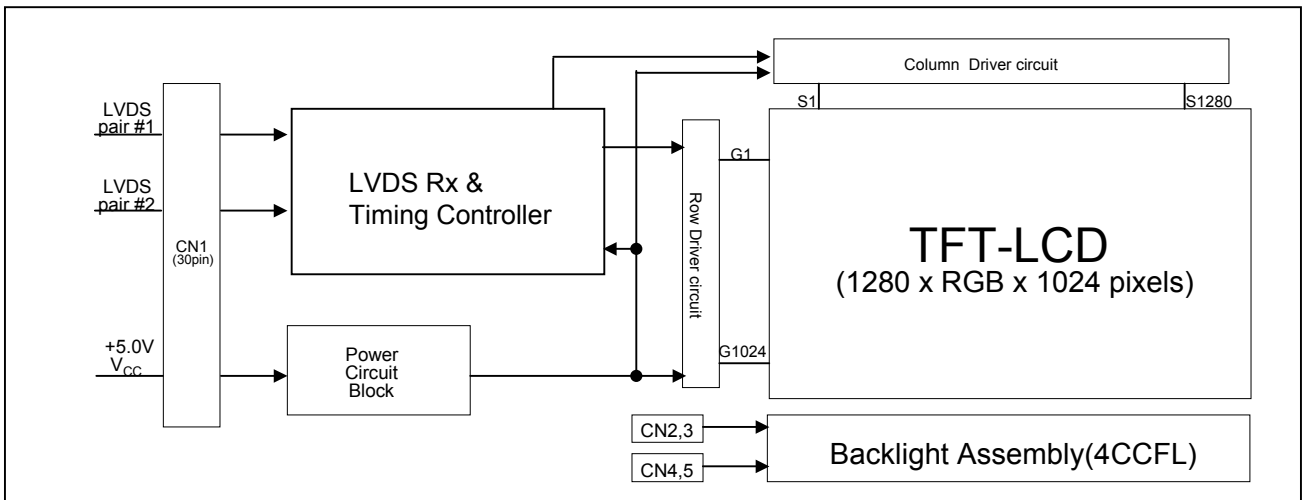 Column Driver circuit
S1
S1280
LVDS
pair #1
LVDS
pair #2
CN1
(30pin)
LVDS Rx &
Timing Controller
Row Driver circuit
G1
G1024
TFT-LCD
(1280 x RGB x 1024 pixels)
+5.0V
VCC
Power
Circuit
Block
CN2,3
CN4,5
Backlight Assembly(4CCFL)